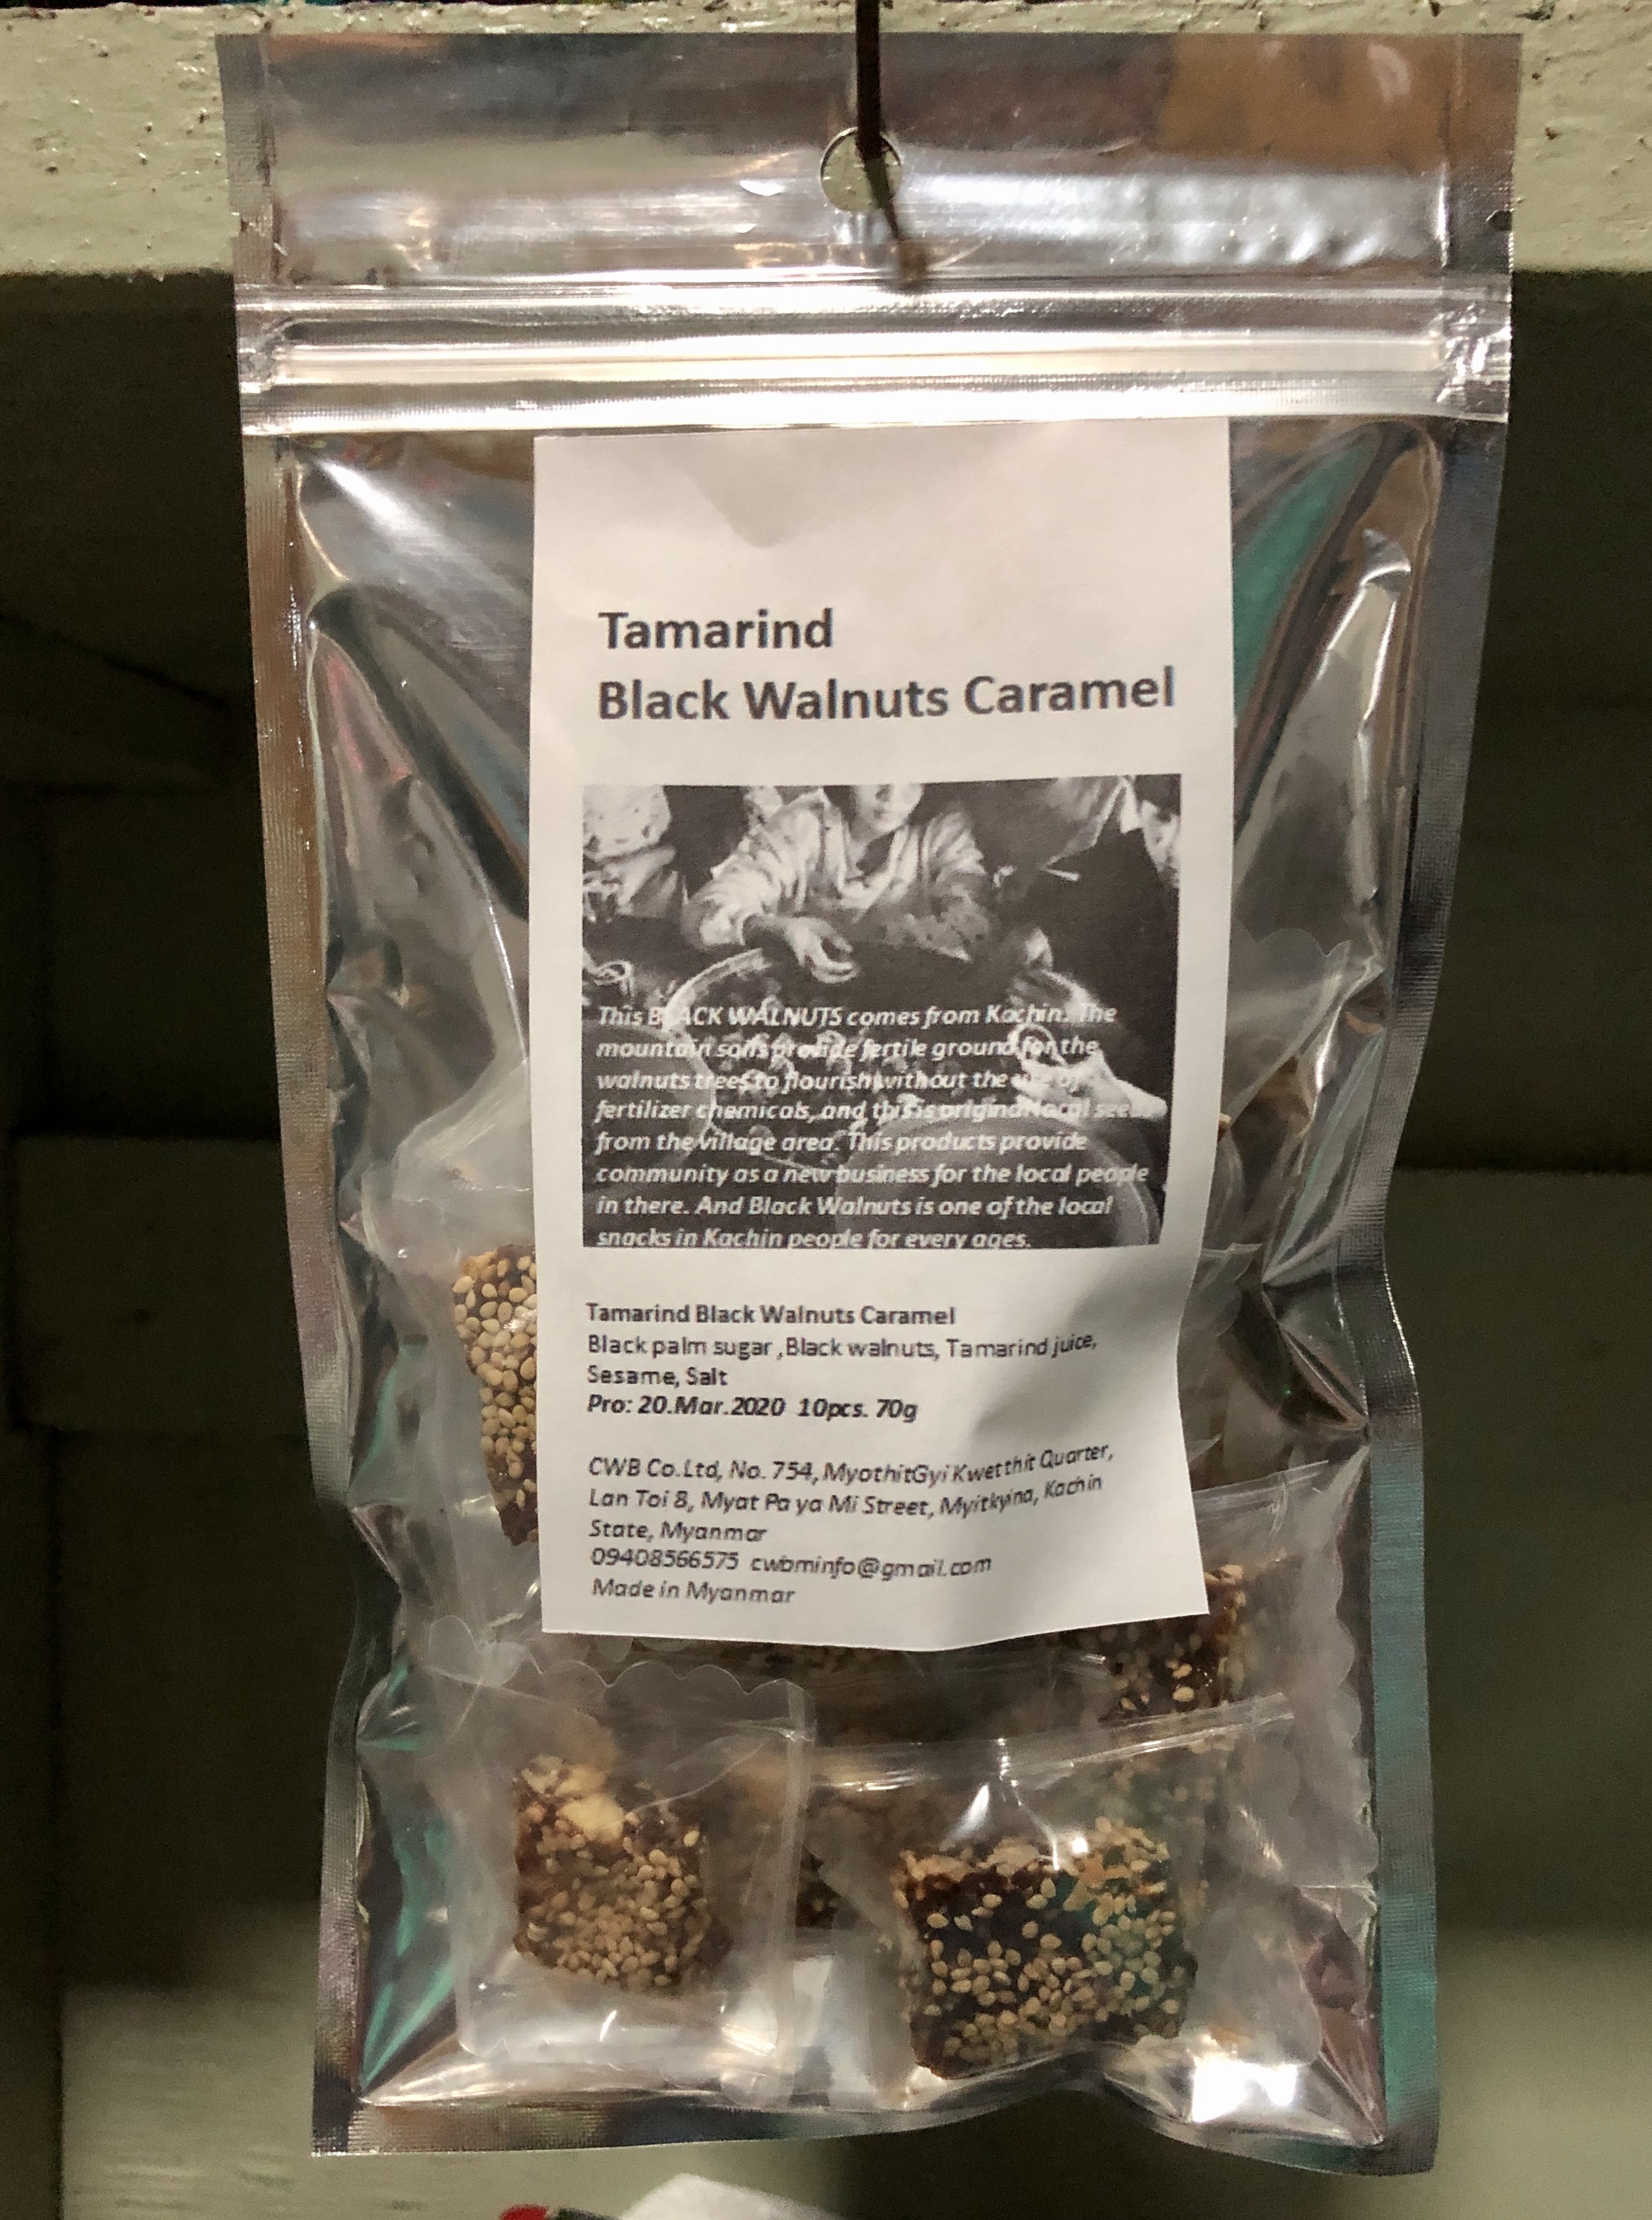 Tamarind
Black Walnuts Caramel
This BLACK WALNUTS comes from Kachin. The
mountain soils provide fertile ground for the
walnuts trees to flourish without the use of
fertilizer chemicals, and this is original local seed
from the village area. This products provide
community as a new business for the local people
in there. And Black Walnuts is one of the local
snacks in Kachin people for every ages.
Tamarind Black Walnuts Caramel
Black palm sugar ,Black walnuts, Tamarind juice,
Sesame, Salt
Pro: 20.Mar.2020 10pcs. 70g
CWB Co.Ltd, No. 754, MyothitGyi Kwetthit Quarter,
Lan Toi 8, Myat Pa ya Mi Street, Myitkyina, Kachin
State, Myanmar
09408566575 cwbminfo@gmail.com
Made in Myanmar